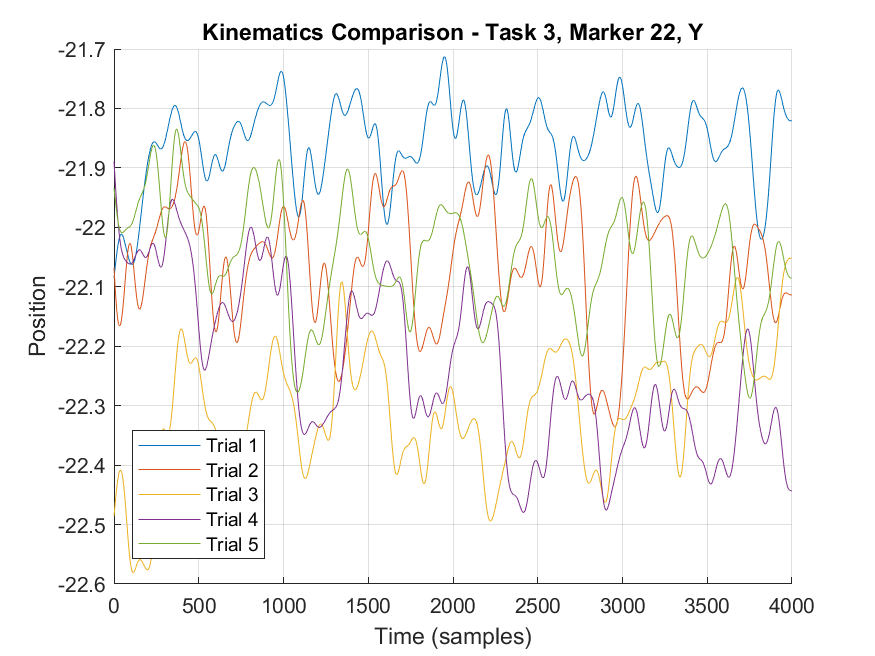 Kinematics Comparison - Task 3, Marker 22, Y
-21.7
-21.8
-21.9
-22
-22.1
-22.2
-22.3
-22.4
-22.5
-22.6
Position
Trial 1
Trial 2
Trial 3
Trial 4
Trial 5
0 500 1000 1500 2000 2500 3000 3500 4000
Time (samples)